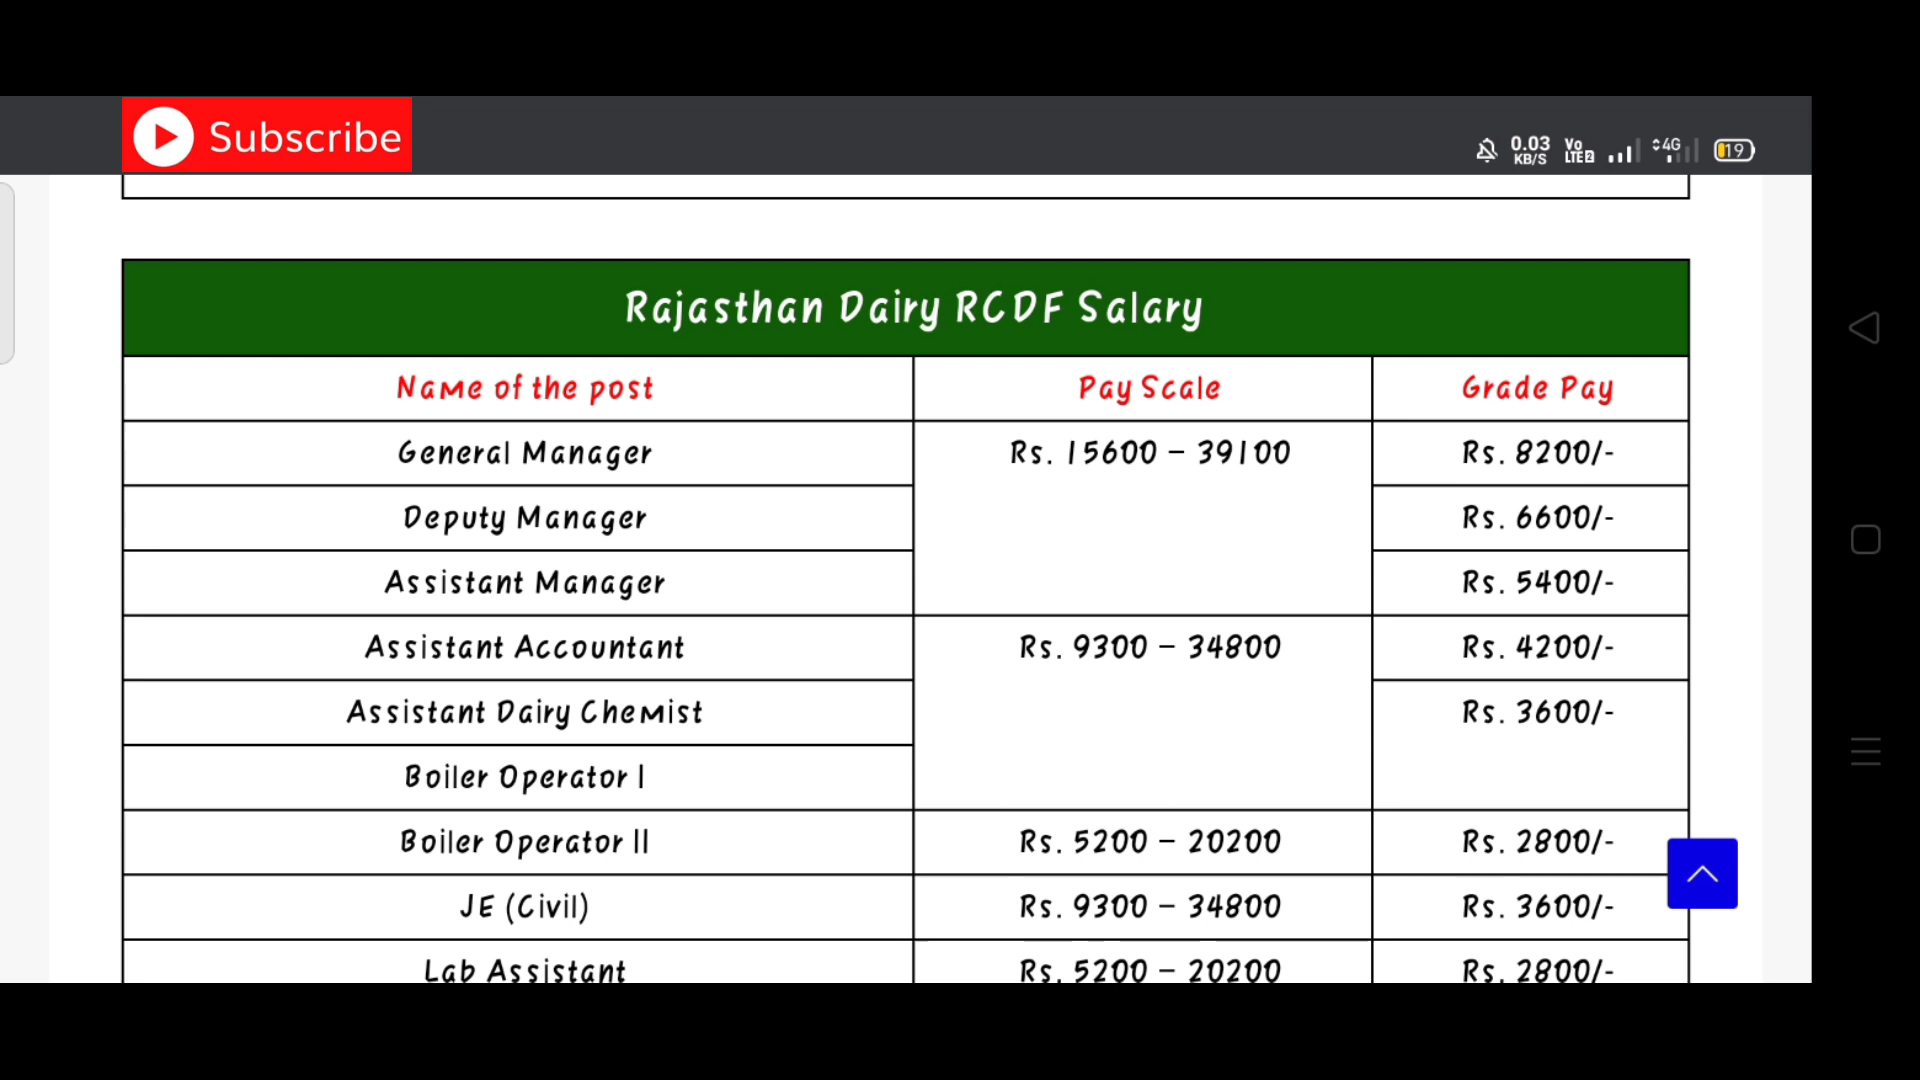 Subscribe
0.03 KB/S Vo LTE2 4G 19
Rajasthan Dairy RCDF Salary
Name of the post Pay Scale Grade Pay
General Manager Rs. 15600 – 39100 Rs. 8200/-
Deputy Manager Rs. 6600/-
Assistant Manager Rs. 5400/-
Assistant Accountant Rs. 9300 – 34800 Rs. 4200/-
Assistant Dairy Chemist Rs. 3600/-
Boiler Operator I
Boiler Operator II Rs. 5200 – 20200 Rs. 2800/-
JE (Civil) Rs. 9300 – 34800 Rs. 3600/-
Lab Assistant Rs. 5200 – 20200 Rs. 2800/-